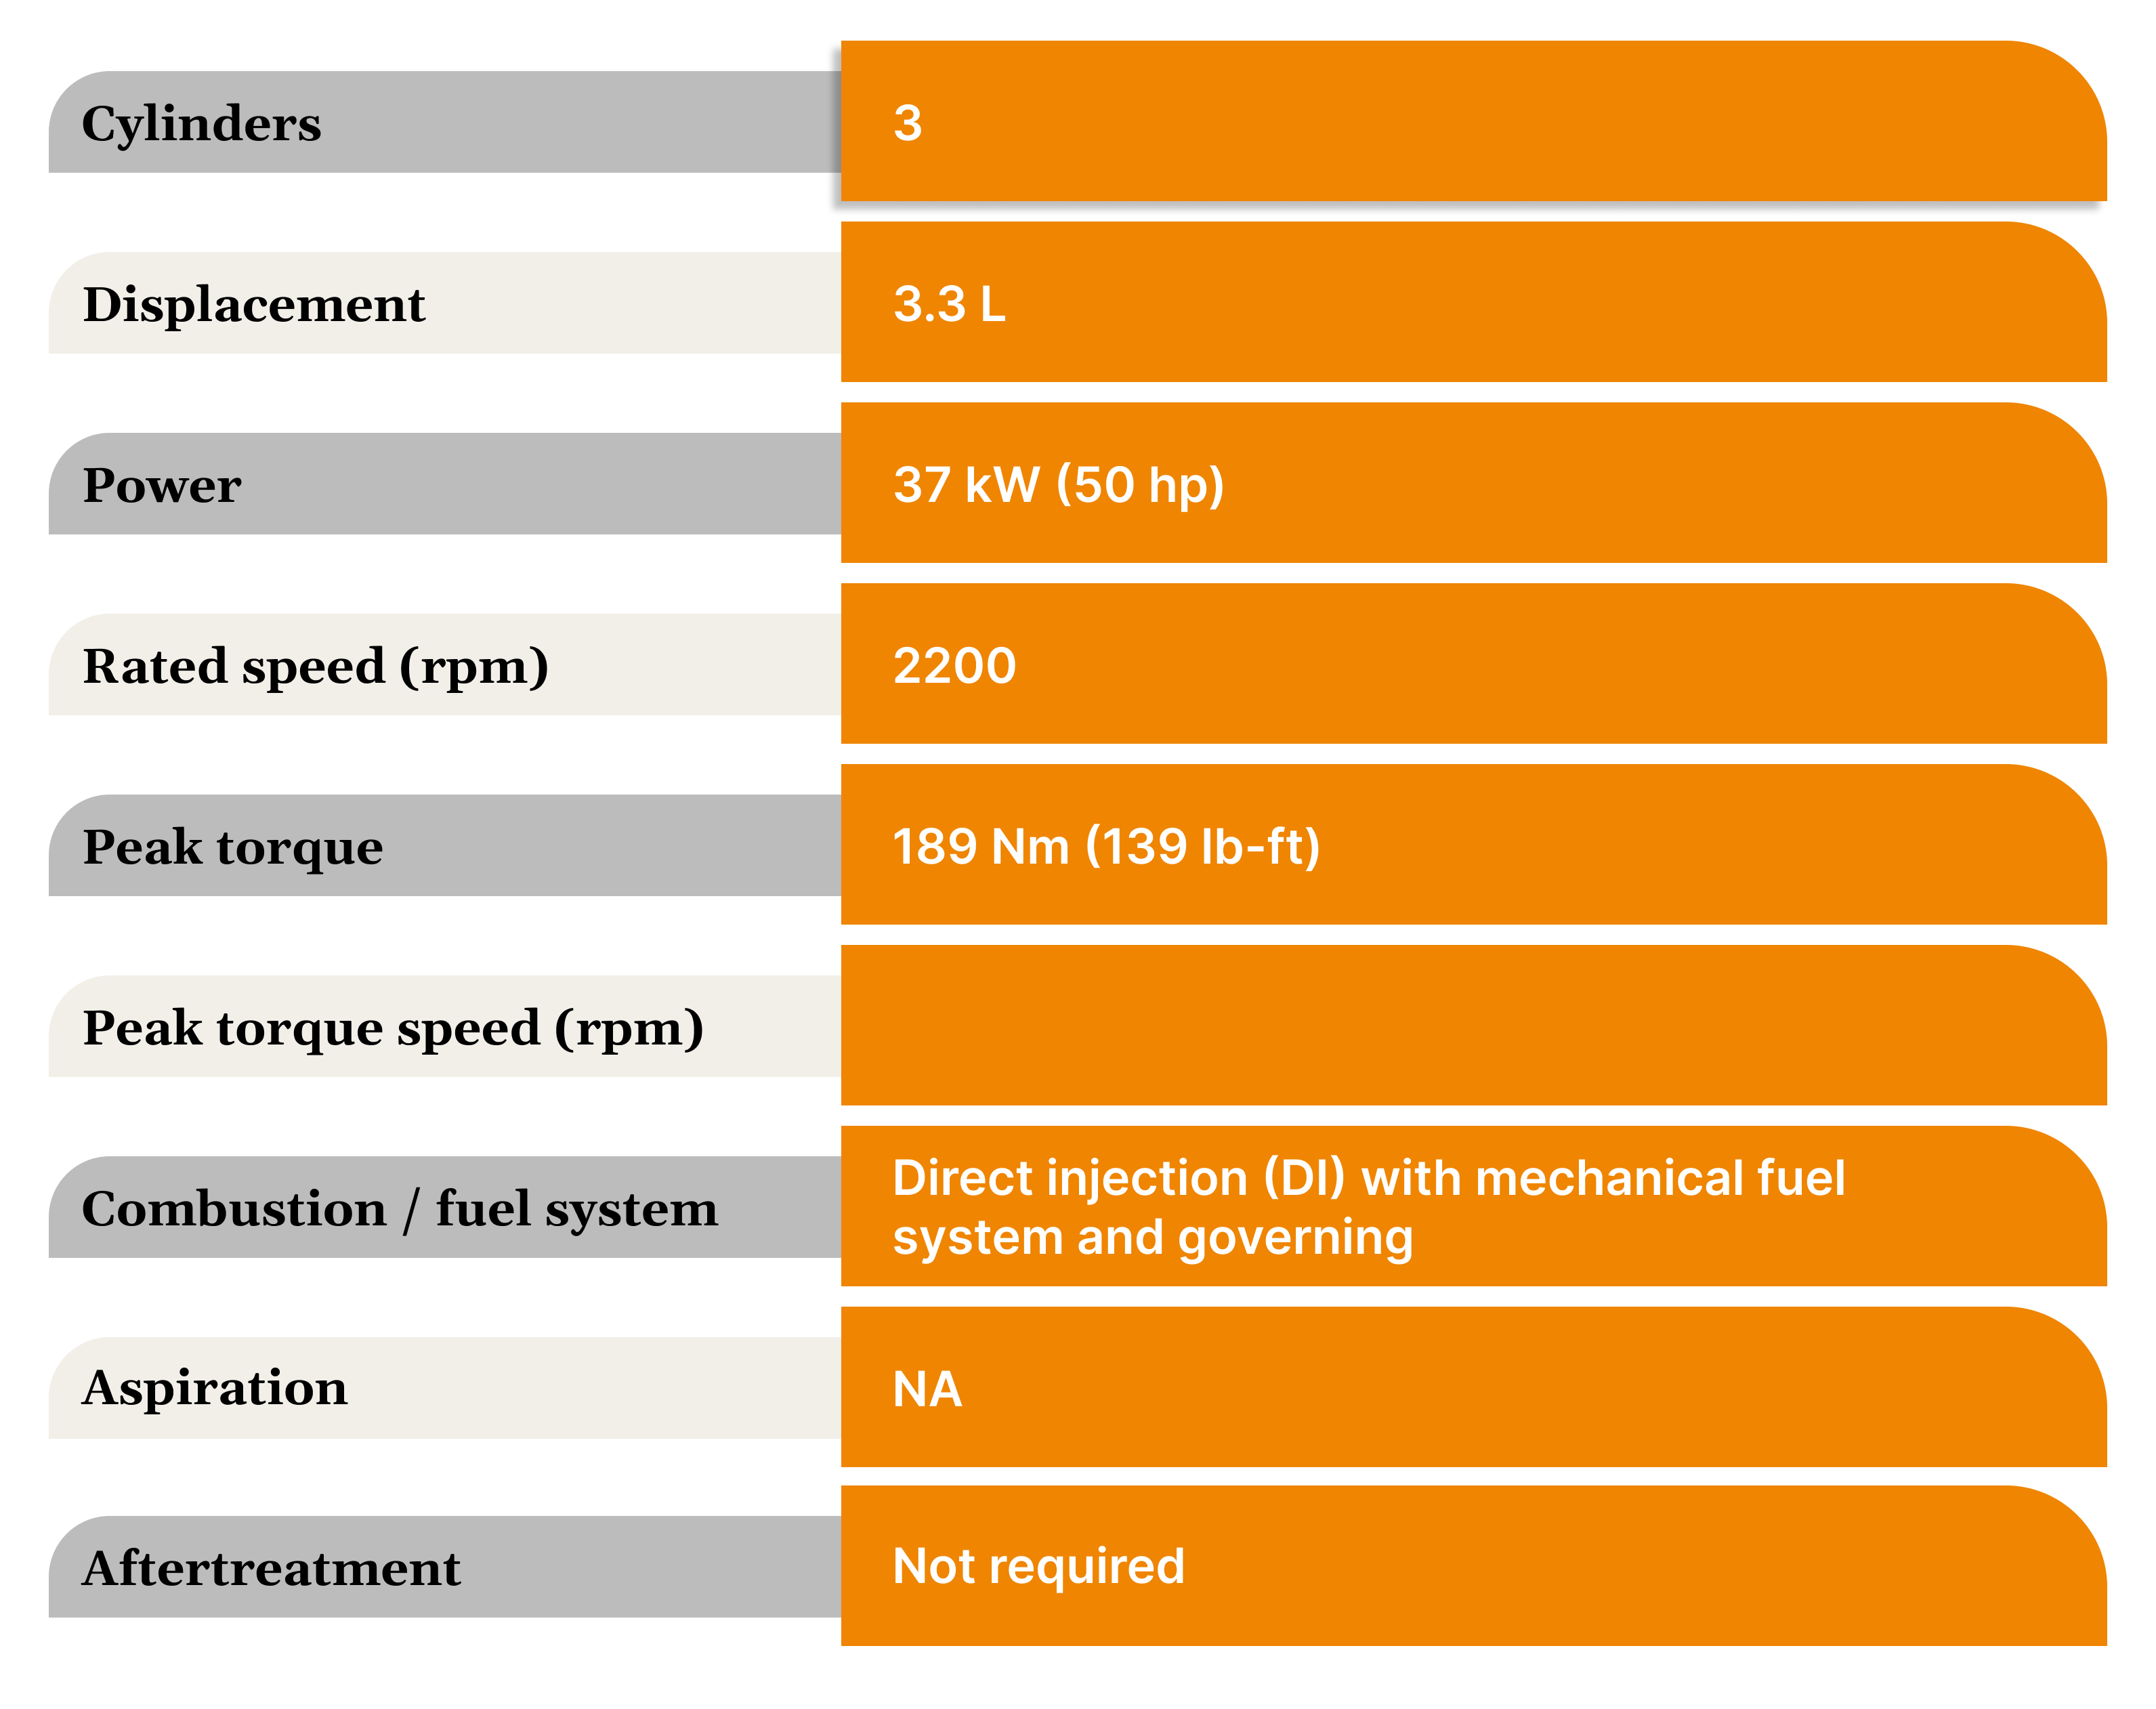 Cylinders
3
Displacement
3.3 L
Power
37 kW (50 hp)
Rated speed (rpm)
2200
Peak torque
189 Nm (139 lb-ft)
Peak torque speed (rpm)
Combustion / fuel system
Direct injection (DI) with mechanical fuel
system and governing
Aspiration
NA
Aftertreatment
Not required